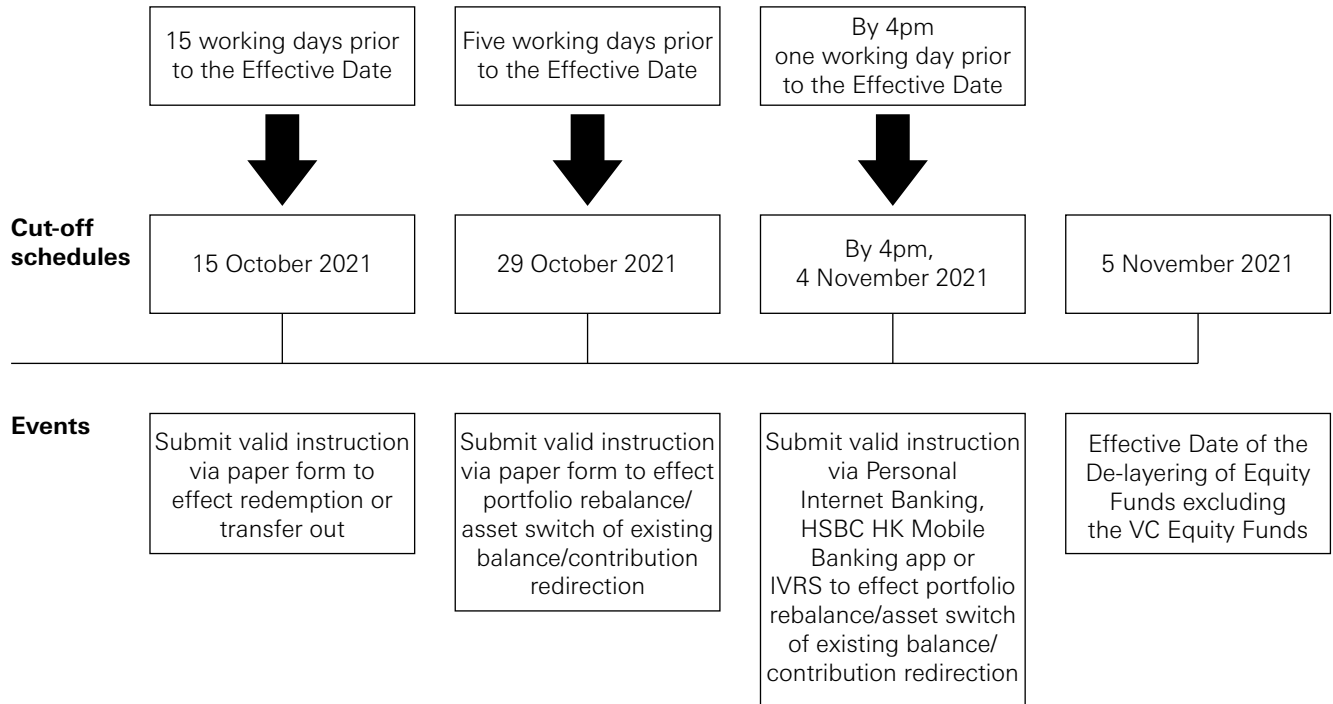 15 working days prior
to the Effective Date
Five working days prior
to the Effective Date
By 4pm
one working day prior
to the Effective Date
Cut-off
schedules
15 October 2021
29 October 2021
By 4pm,
4 November 2021
5 November 2021
Events
Submit valid instruction
via paper form to
effect redemption or
transfer out
Submit valid instruction
via paper form to effect
portfolio rebalance/
asset switch of existing
balance/contribution
redirection
Submit valid instruction
via Personal
Internet Banking,
HSBC HK Mobile
Banking app or
IVRS to effect portfolio
rebalance/asset switch
of existing balance/
contribution redirection
Effective Date of the
De-layering of Equity
Funds excluding
the VC Equity Funds